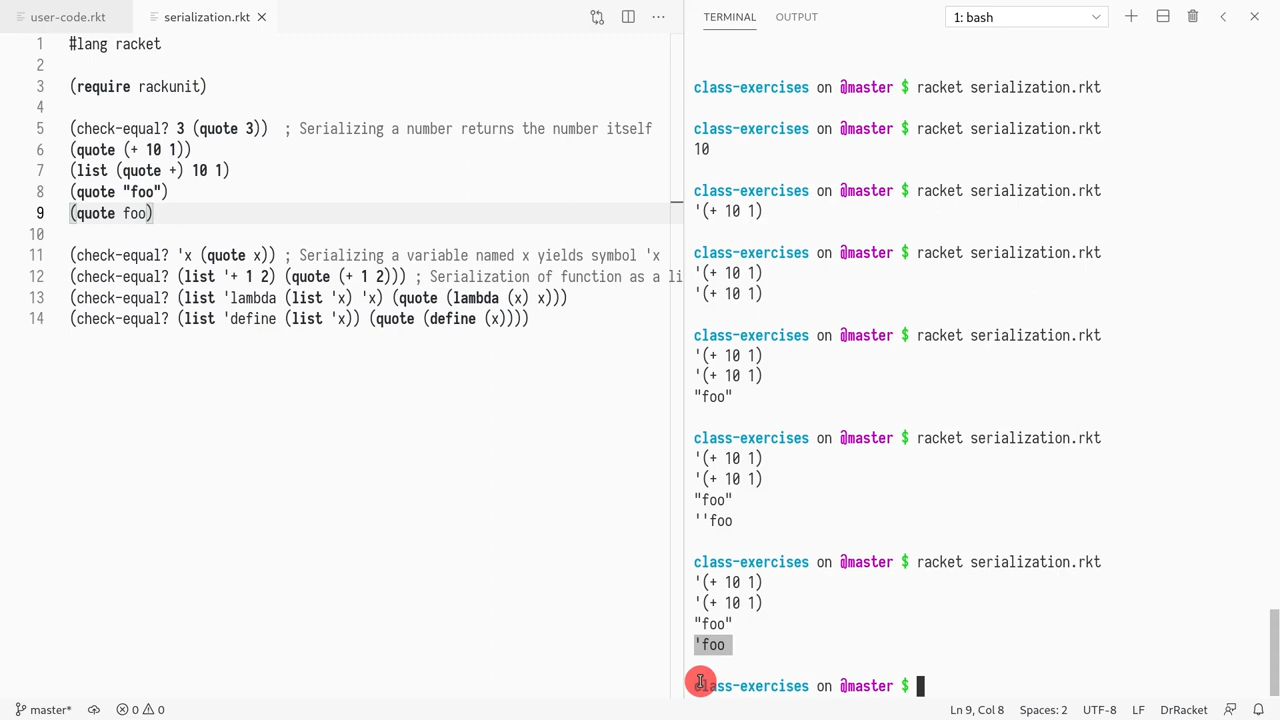 user-code.rkt
serialization.rkt
1 #lang racket
2
3 (require rackunit)
4
5 (check-equal? 3 (quote 3))  ; Serializing a number returns the number itself
6 (quote (+ 10 1))
7 (list (quote +) 10 1)
8 (quote "foo")
9 (quote foo)
10
11 (check-equal? 'x (quote x)) ; Serializing a variable named x yields symbol 'x
12 (check-equal? (list '+ 1 2) (quote (+ 1 2))) ; Serialization of function as a li
13 (check-equal? (list 'lambda (list 'x) 'x) (quote (lambda (x) x)))
14 (check-equal? (list 'define (list 'x)) (quote (define (x))))
TERMINAL OUTPUT 1: bash
class-exercises on @master $ racket serialization.rkt
class-exercises on @master $ racket serialization.rkt
10
class-exercises on @master $ racket serialization.rkt
'(+ 10 1)
class-exercises on @master $ racket serialization.rkt
'(+ 10 1)
'(+ 10 1)
class-exercises on @master $ racket serialization.rkt
'(+ 10 1)
'(+ 10 1)
"foo"
class-exercises on @master $ racket serialization.rkt
'(+ 10 1)
'(+ 10 1)
"foo"
''foo
class-exercises on @master $ racket serialization.rkt
'(+ 10 1)
'(+ 10 1)
"foo"
'foo
class-exercises on @master $
master* 0 0 Ln 9, Col 8 Spaces: 2 UTF-8 LF DrRacket